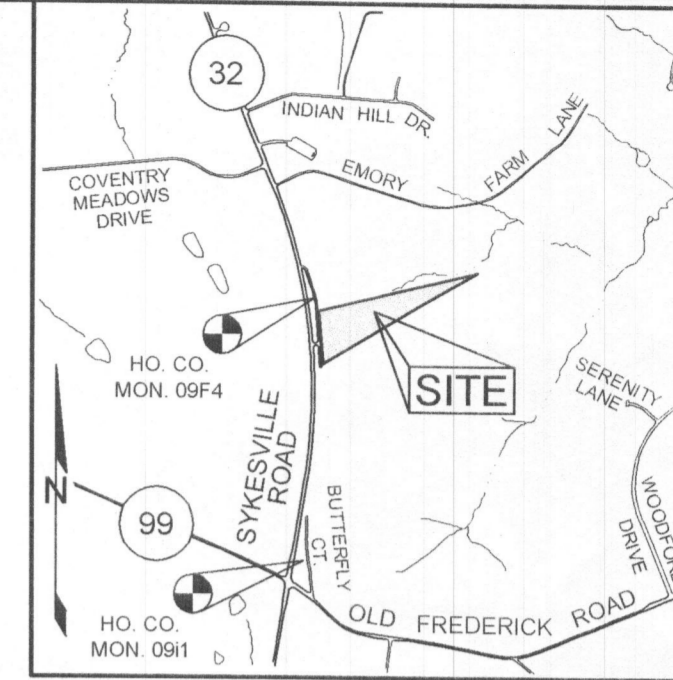 32
INDIAN HILL DR.
EMORY FARM LANE
COVENTRY
MEADOWS
DRIVE
HO. CO.
MON. 09F4
SITE
SERENITY
LANE
SYKESVILLE
ROAD
N
99
BUTTERFLY
CT.
DRIVE
HO. CO.
MON. 09i1
OLD FREDERICK ROAD